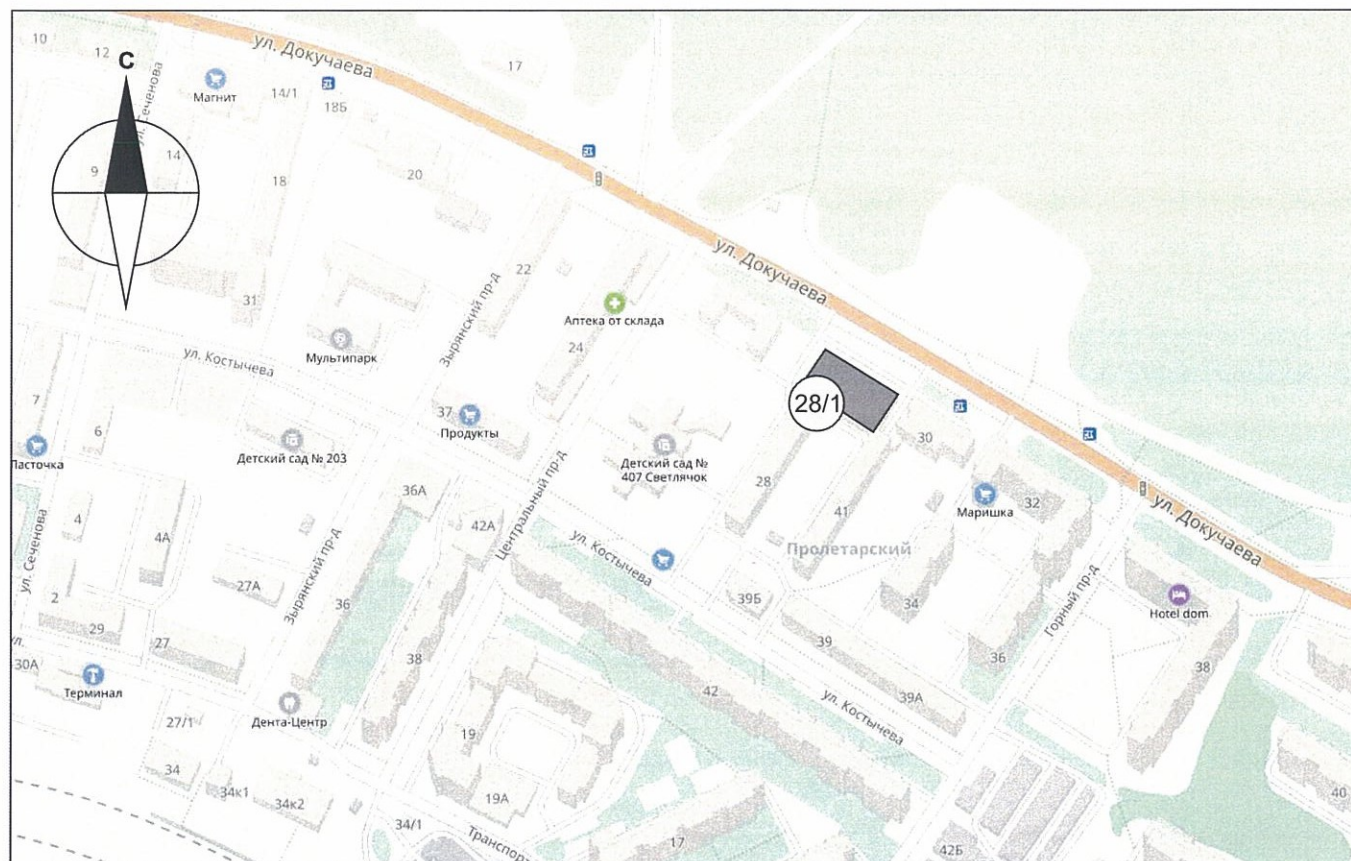 10
12
С
ул. Докучаева
17
ул. Сеченова
Магнит
14/1
18Б
14
9
18
20
ул. Докучаева
22
31
Зырянский пр-д
Аптека от склада
Мультипарк
24
ул. Костычева
28/1
7
6
37
Продукты
Ласточка
Детский сад № 203
Детский сад №
407 Светлячок
30
28
36А
42А
Центральный пр-д
41
Маришка
32
ул. Докучаева
4
4А
ул. Сеченова
ул. Костычева
Пролетарский
27А
Зырянский пр-д
36
39Б
34
Горный пр-д
Hotel dom
2
29
27
39
36
38
30А
Терминал
38
42
39А
ул. Костычева
27/1
Дента-Центр
19
34
34к1
34к2
19А
40
34/1
17
42Б